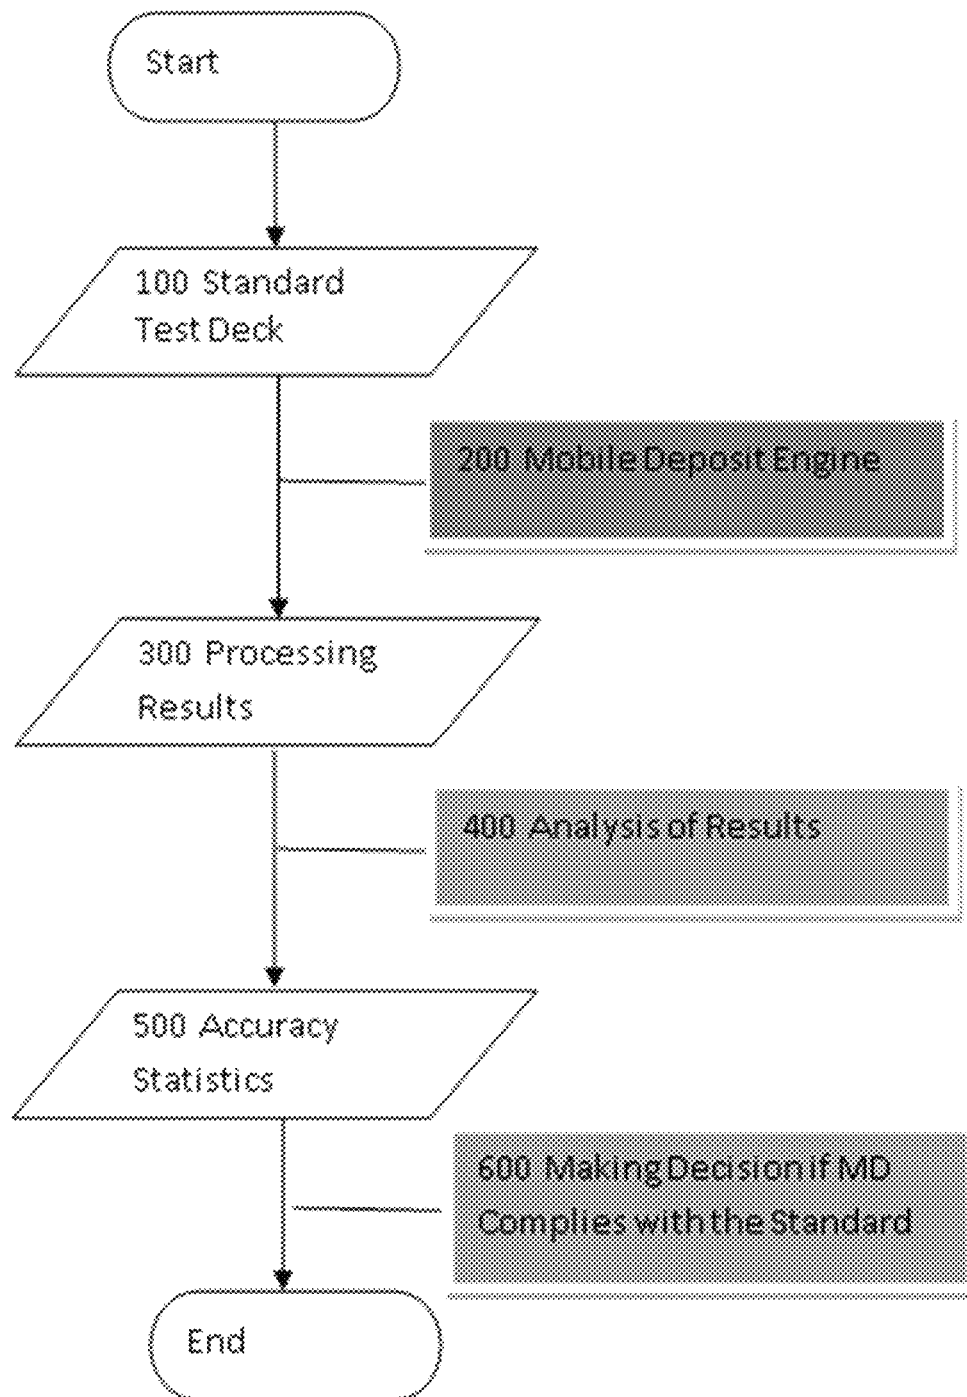 Start
100 Standard
Test Deck
200 Mobile Deposit Engine
300 Processing
Results
400 Analysis of Results
500 Accuracy
Statistics
600 Making Decision if MD
Complies with the Standard
End